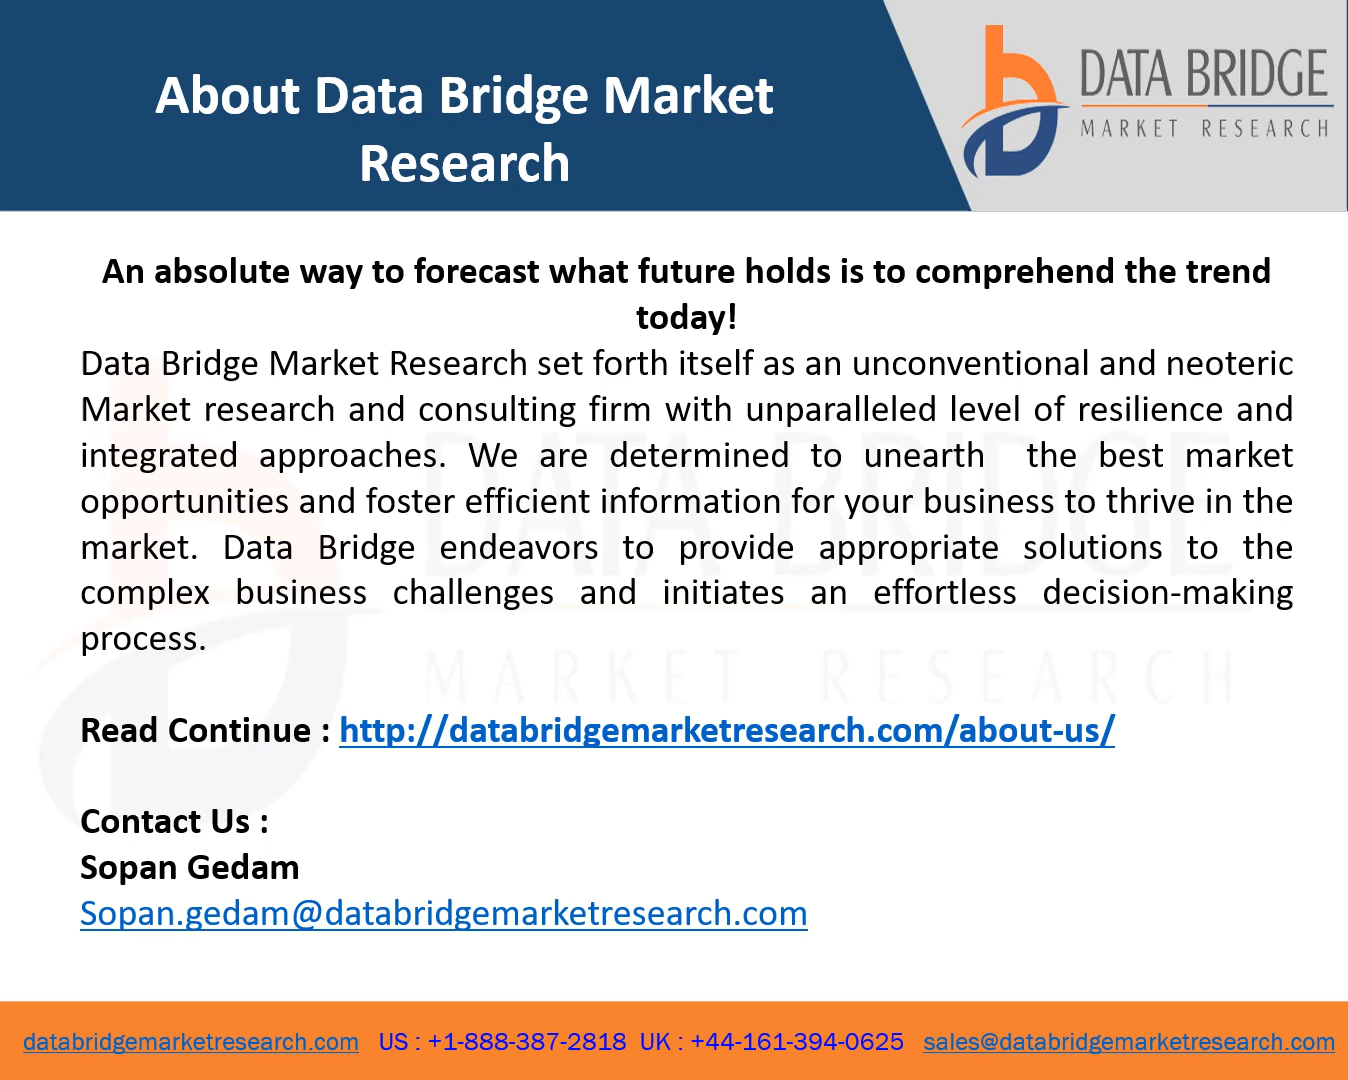 About Data Bridge Market
Research
DATA BRIDGE
MARKET RESEARCH
An absolute way to forecast what future holds is to comprehend the trend
today!
Data Bridge Market Research set forth itself as an unconventional and neoteric
Market research and consulting firm with unparalleled level of resilience and
integrated approaches. We are determined to unearth the best market
opportunities and foster efficient information for your business to thrive in the
market. Data Bridge endeavors to provide appropriate solutions to the
complex business challenges and initiates an effortless decision-making
process.
DATA BRIDGE
MARKET RESEARCH
Read Continue : http://databridgemarketresearch.com/about-us/
Contact Us :
Sopan Gedam
Sopan.gedam@databridgemarketresearch.com
databridgemarketresearch.com US : +1-888-387-2818 UK : +44-161-394-0625 sales@databridgemarketresearch.com